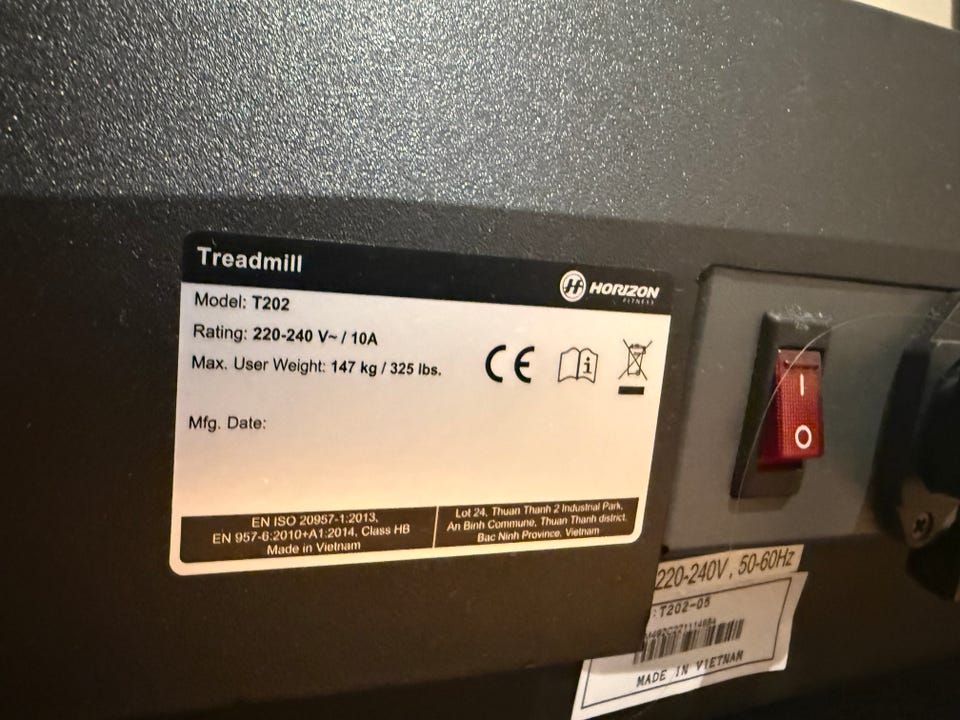 Treadmill
HORIZON
FITNESS
Model: T202
Rating: 220-240 V~ / 10A
Max. User Weight: 147 kg / 325 lbs.
CE
Mfg. Date:
EN ISO 20957-1:2013,
EN 957-6:2010+A1:2014, Class HB
Made in Vietnam
Lot 24, Thuan Thanh 2 Industrial Park,
An Binh Commune, Thuan Thanh district,
Bac Ninh Province, Vietnam
220-240V, 50-60Hz
:T202-05
MADE IN VIETNAM